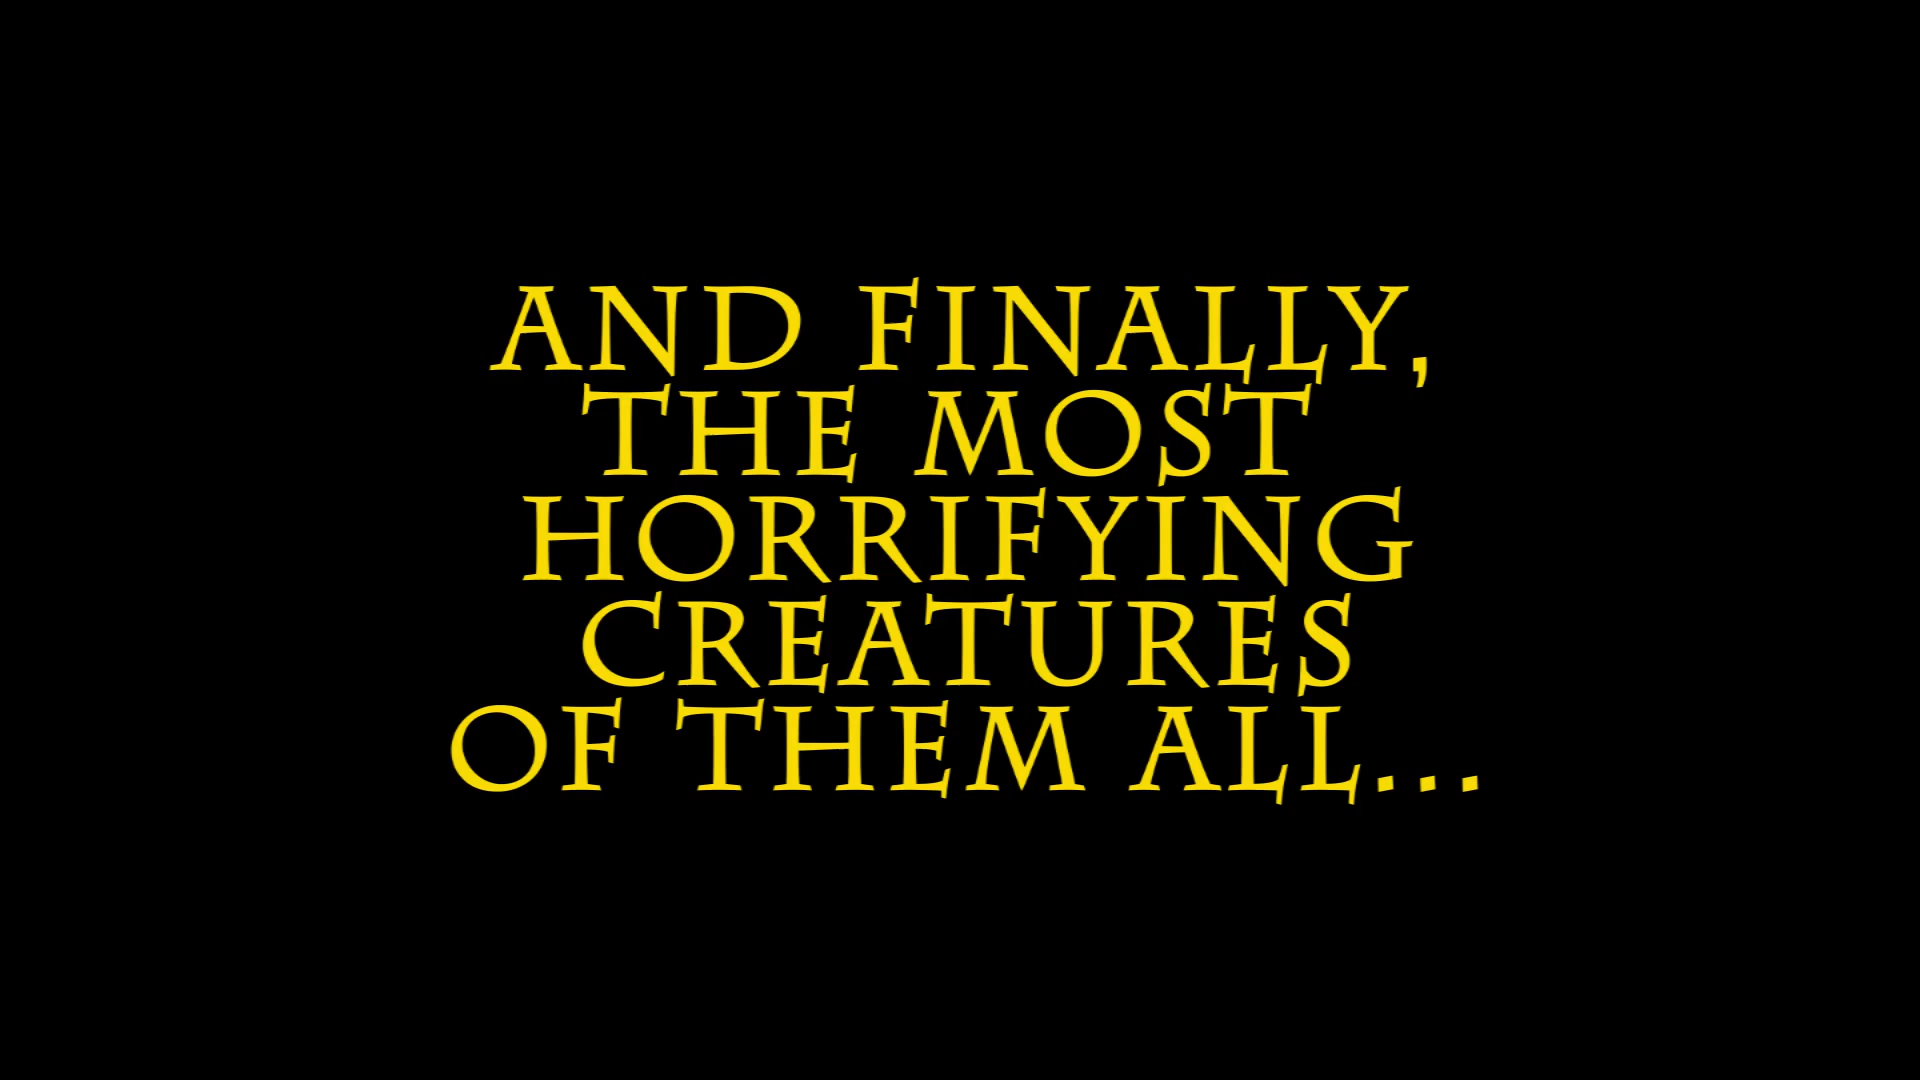 AND FINALLY,
THE MOST
HORRIFYING
CREATURES
OF THEM ALL...